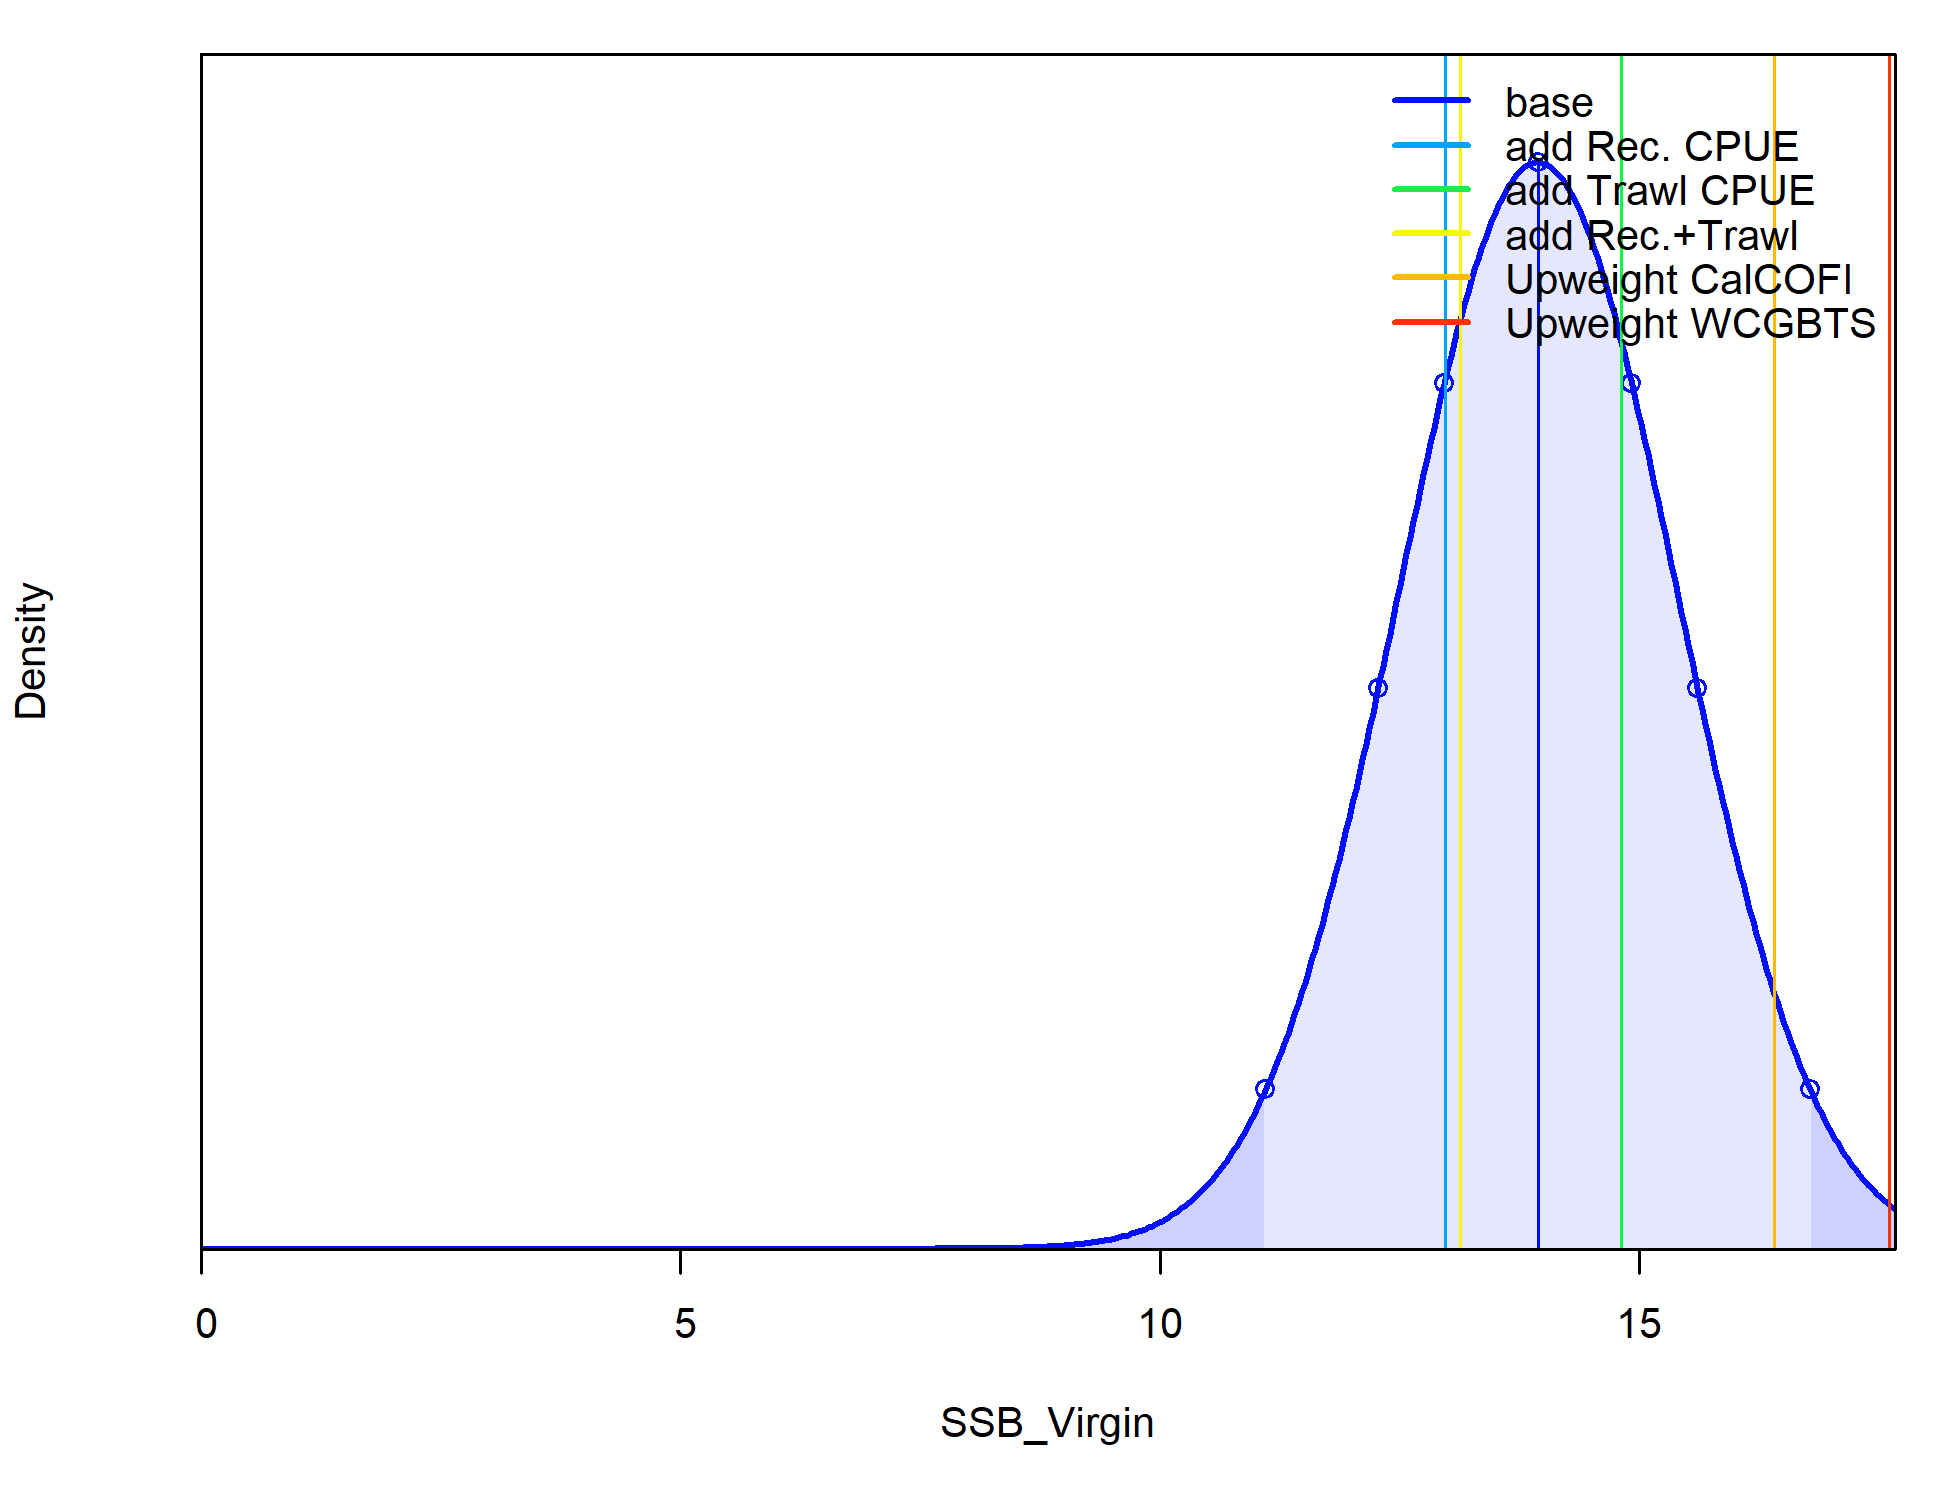 base
add Rec. CPUE
add Trawl CPUE
add Rec.+Trawl
Upweight CalCOFI
Upweight WCGBTS
Density
0 5 10 15
SSB_Virgin